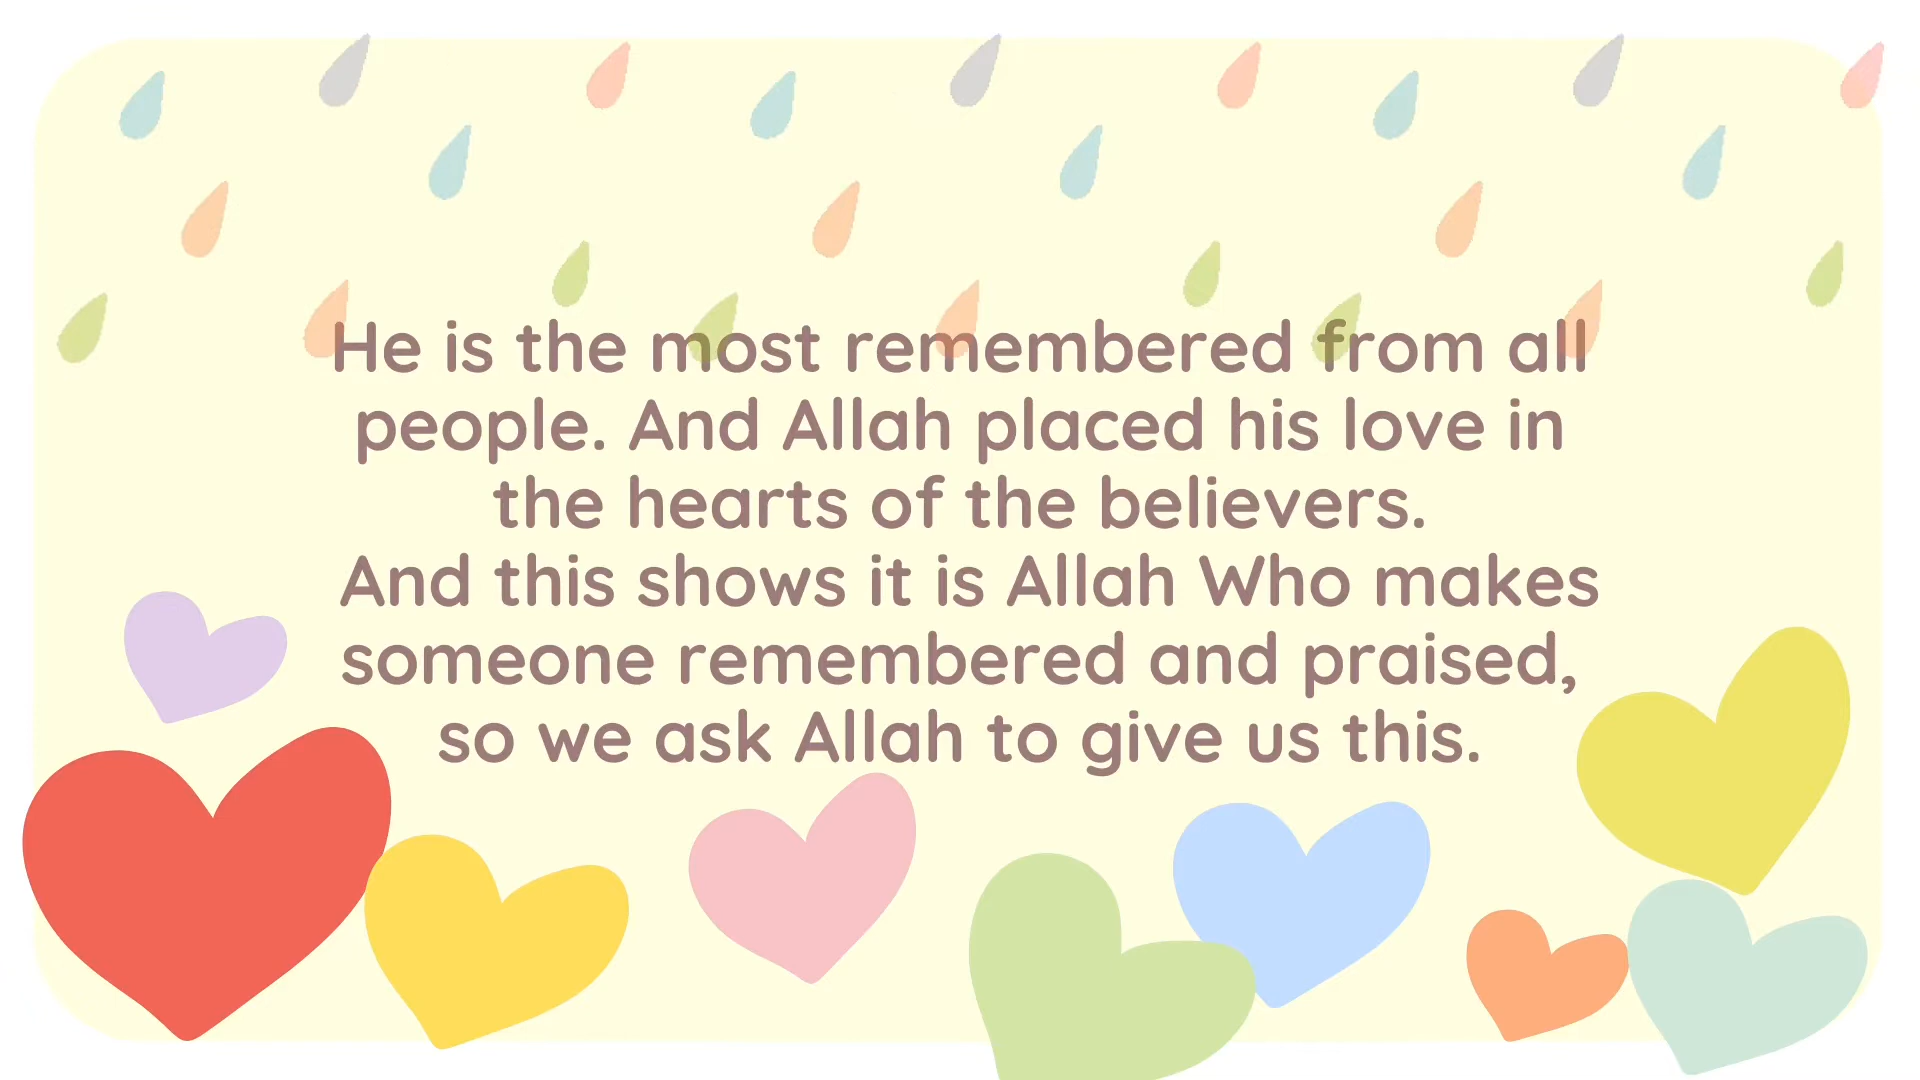 He is the most remembered from all
people. And Allah placed his love in
the hearts of the believers.
And this shows it is Allah Who makes
someone remembered and praised,
so we ask Allah to give us this.